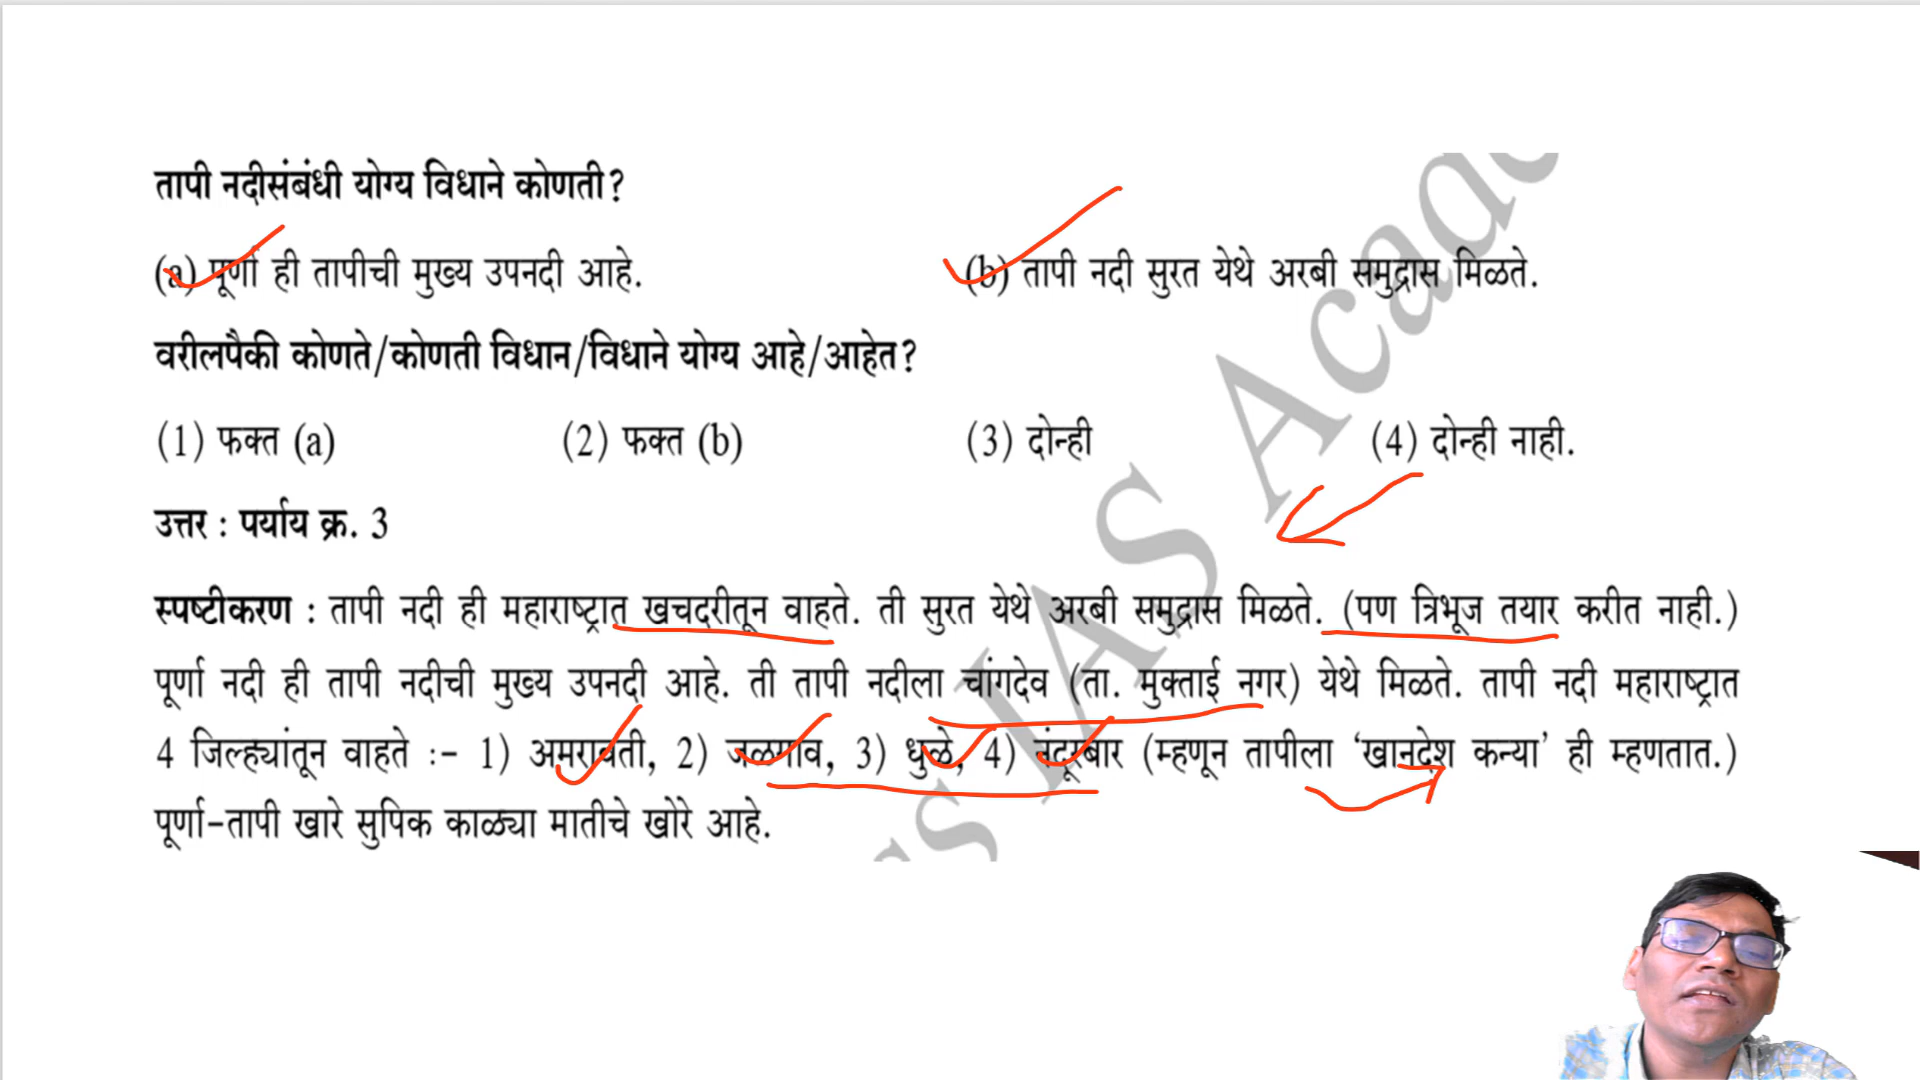 तापी नदीसंबंधी योग्य विधाने कोणती?
(a) पूर्णा ही तापीची मुख्य उपनदी आहे. (b) तापी नदी सुरत येथे अरबी समुद्रास मिळते.
वरीलपैकी कोणते/कोणती विधान/विधाने योग्य आहे/आहेत?
(1) फक्त (a) (2) फक्त (b) (3) दोन्ही (4) दोन्ही नाही.
उत्तर : पर्याय क्र. 3
स्पष्टीकरण : तापी नदी ही महाराष्ट्रात खचदरीतून वाहते. ती सुरत येथे अरबी समुद्रास मिळते. (पण त्रिभूज तयार करीत नाही.)
पूर्णा नदी ही तापी नदीची मुख्य उपनदी आहे. ती तापी नदीला चांगदेव (ता. मुक्ताई नगर) येथे मिळते. तापी नदी महाराष्ट्रात
4 जिल्ह्यांतून वाहते :- 1) अमरावती, 2) जळगाव, 3) धुळे, 4) नंदूरबार (म्हणून तापीला ‘खानदेश कन्या’ ही म्हणतात.)
पूर्णा-तापी खारे सुपिक काळ्या मातीचे खोरे आहे.
IAS Acade